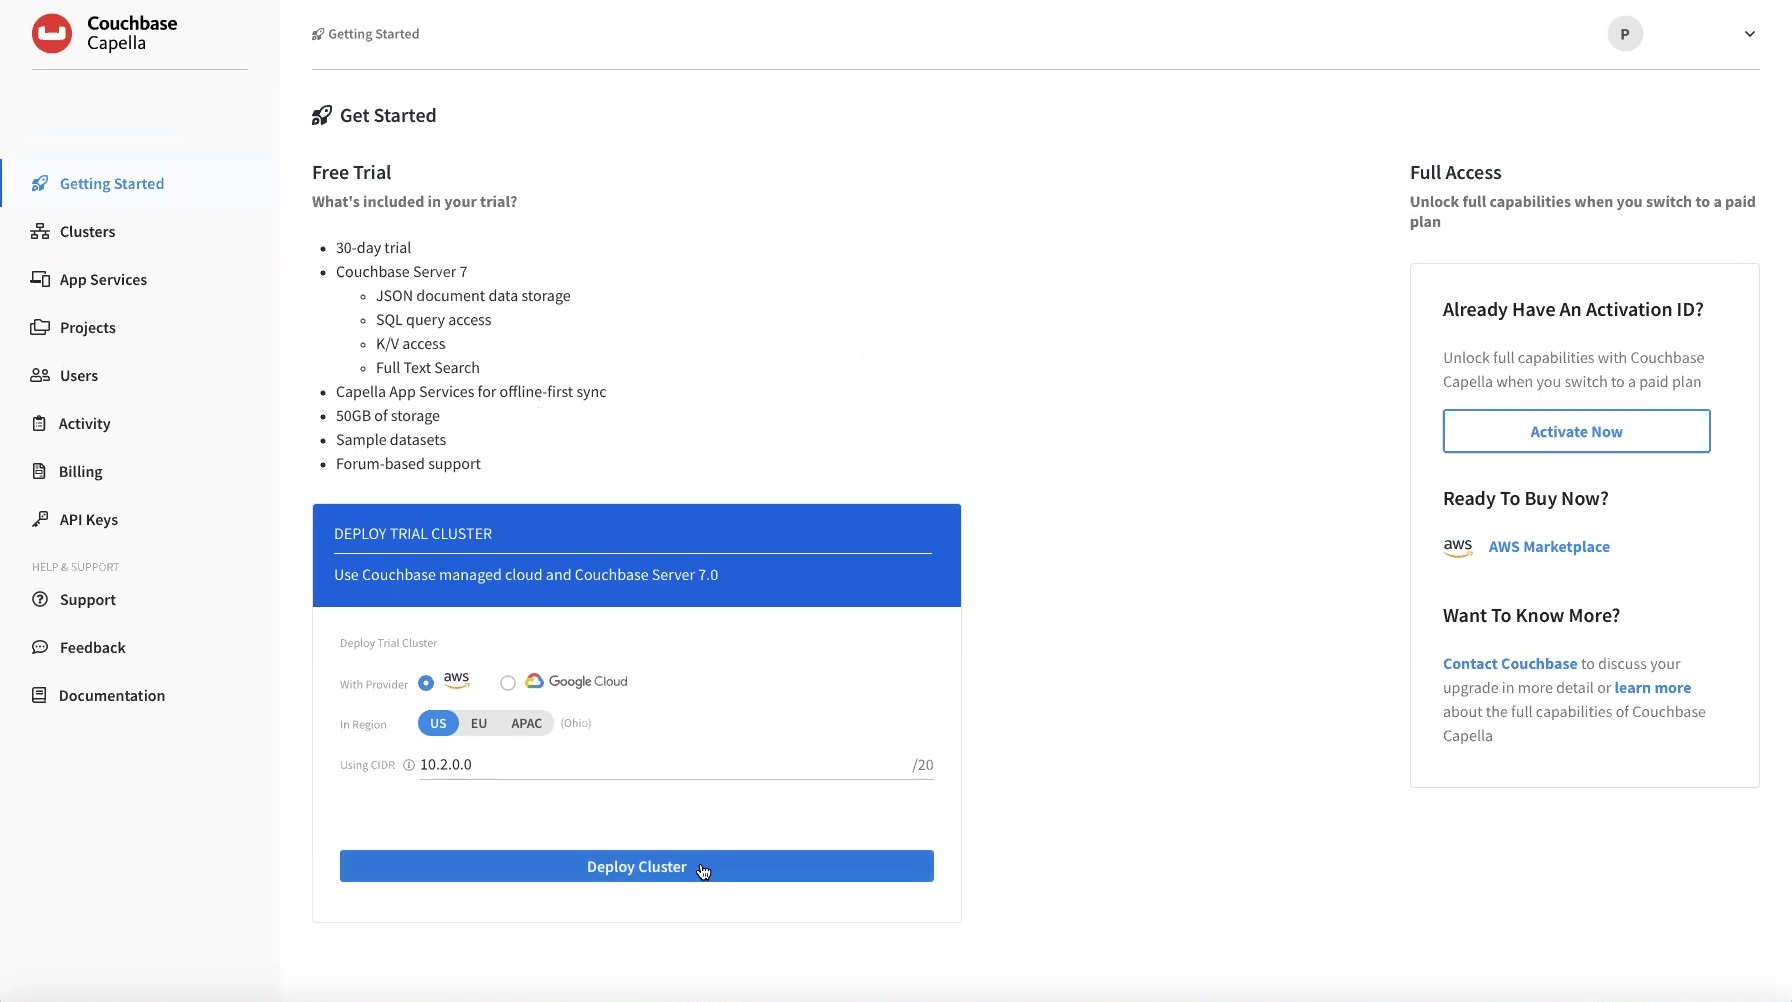 Couchbase
Capella
Getting Started
P
Getting Started
Clusters
App Services
Projects
Users
Activity
Billing
API Keys
HELP & SUPPORT
Support
Feedback
Documentation
Get Started
Free Trial
What's included in your trial?
30-day trial
Couchbase Server 7
JSON document data storage
SQL query access
K/V access
Full Text Search
Capella App Services for offline-first sync
50GB of storage
Sample datasets
Forum-based support
DEPLOY TRIAL CLUSTER
Use Couchbase managed cloud and Couchbase Server 7.0
Deploy Trial Cluster
With Provider aws Google Cloud
In Region US EU APAC (Ohio)
Using CIDR 10.2.0.0 /20
Deploy Cluster
Full Access
Unlock full capabilities when you switch to a paid
plan
Already Have An Activation ID?
Unlock full capabilities with Couchbase
Capella when you switch to a paid plan
Activate Now
Ready To Buy Now?
aws AWS Marketplace
Want To Know More?
Contact Couchbase to discuss your
upgrade in more detail or learn more
about the full capabilities of Couchbase
Capella